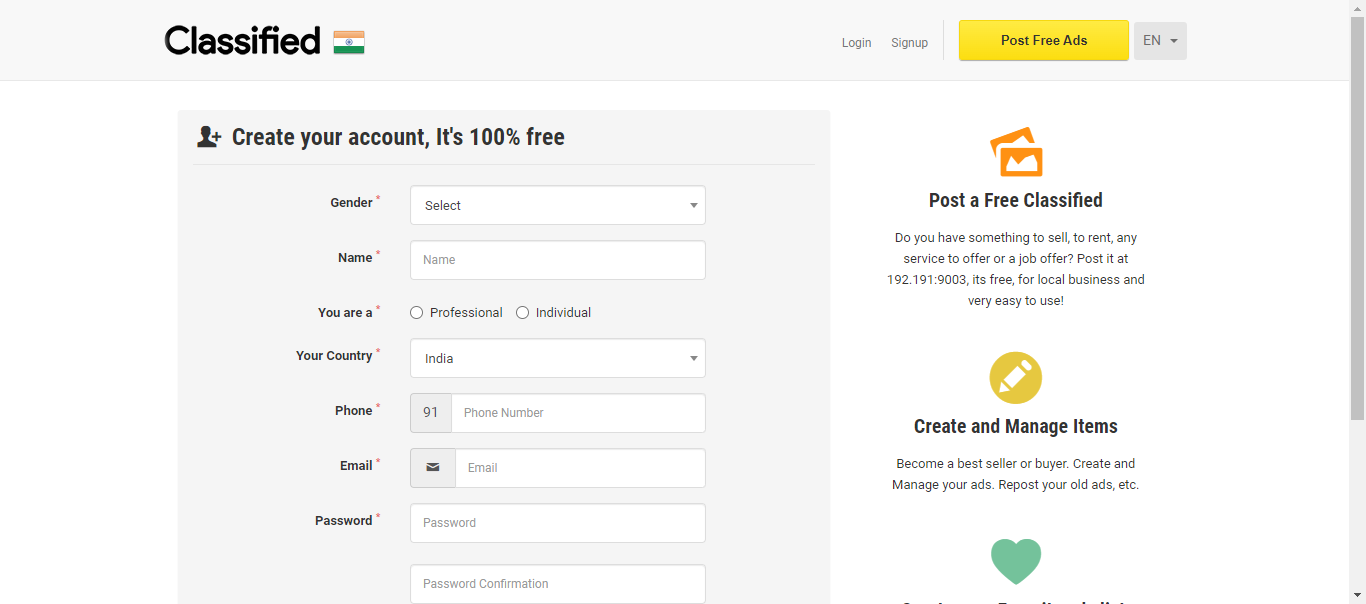 Classified
Login
Signup
Post Free Ads
EN
Create your account, It's 100% free
Gender *
Select
Name *
Name
You are a *
Professional
Individual
Your Country *
India
Phone *
91
Phone Number
Email *
Email
Password *
Password
Password Confirmation
Post a Free Classified
Do you have something to sell, to rent, any
service to offer or a job offer? Post it at
192.191:9003, its free, for local business and
very easy to use!
Create and Manage Items
Become a best seller or buyer. Create and
Manage your ads. Repost your old ads, etc.